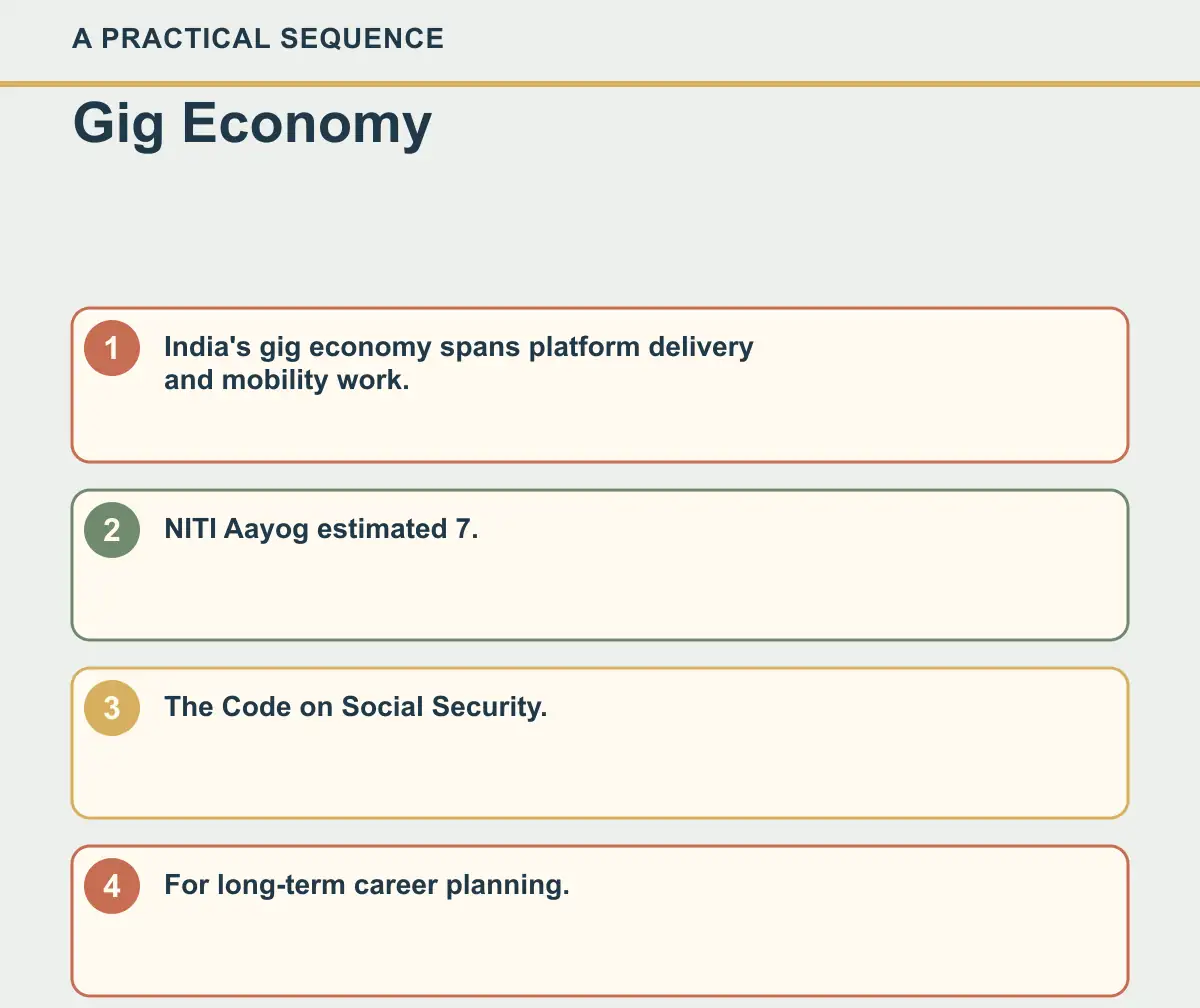 A PRACTICAL SEQUENCE
Gig Economy
1
India's gig economy spans platform delivery
and mobility work.
2
NITI Aayog estimated 7.
3
The Code on Social Security.
4
For long-term career planning.